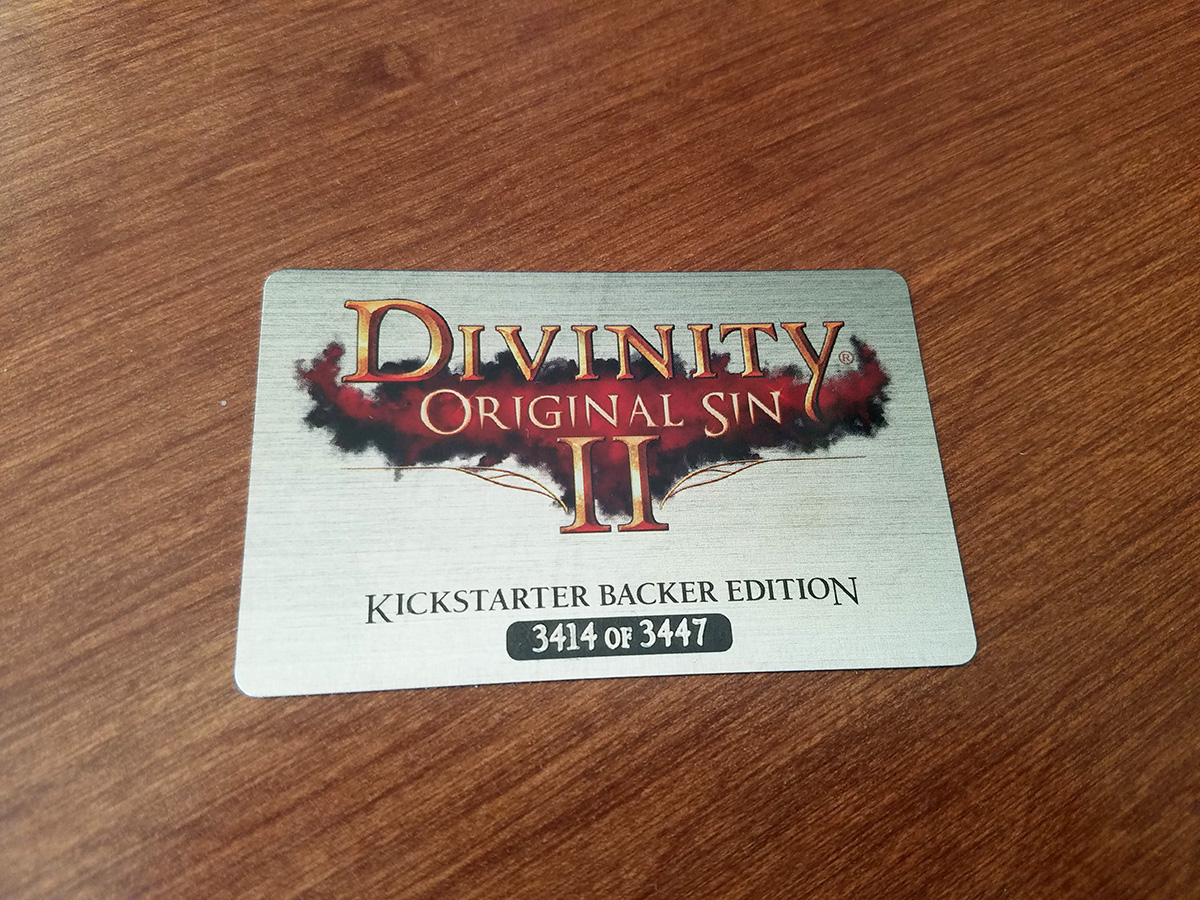 DIVINITY®
ORIGINAL SIN
II
KICKSTARTER BACKER EDITION
3414 OF 3447